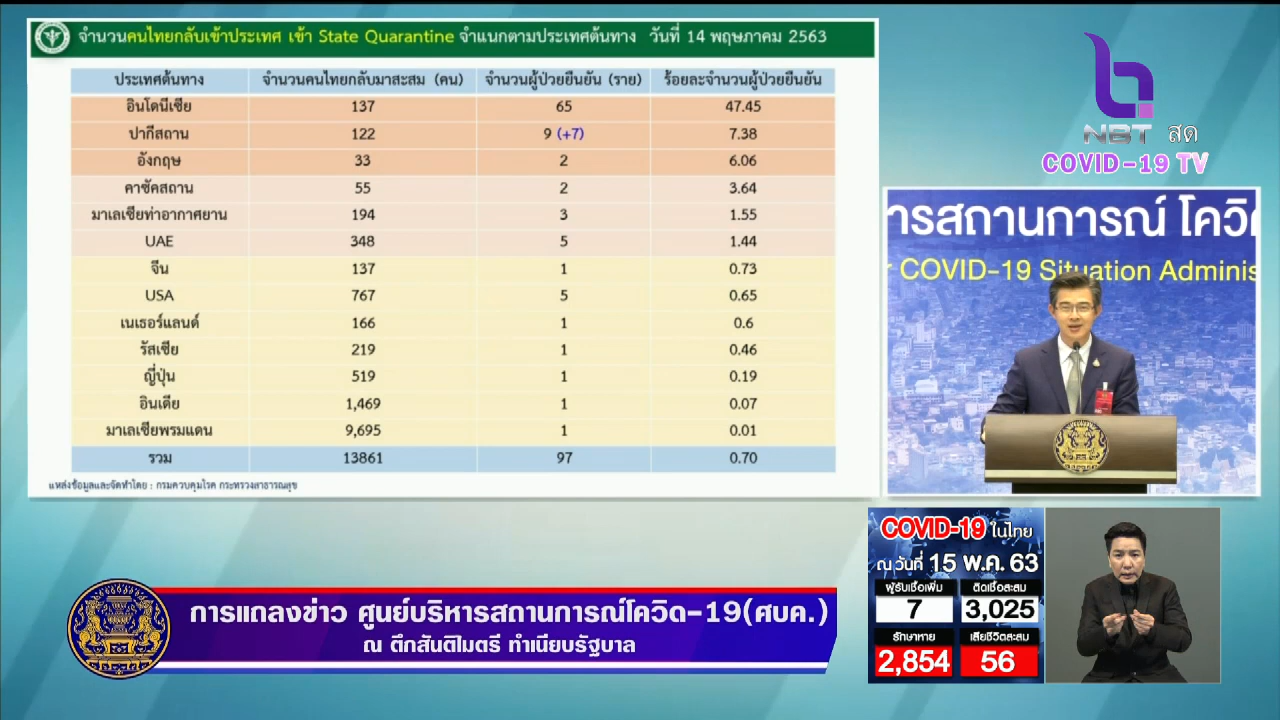 จำนวนคนไทยกลับเข้าประเทศ เข้า State Quarantine จำแนกตามประเทศต้นทาง วันที่ 14 พฤษภาคม 2563
ประเทศต้นทาง จำนวนคนไทยกลับมาสะสม (คน) จำนวนผู้ป่วยยืนยัน (ราย) ร้อยละจำนวนผู้ป่วยยืนยัน
อินโดนีเซีย 137 65 47.45
ปากีสถาน 122 9 (+7) 7.38
อังกฤษ 33 2 6.06
คาซัคสถาน 55 2 3.64
มาเลเซียท่าอากาศยาน 194 3 1.55
UAE 348 5 1.44
จีน 137 1 0.73
USA 767 5 0.65
เนเธอร์แลนด์ 166 1 0.6
รัสเซีย 219 1 0.46
ญี่ปุ่น 519 1 0.19
อินเดีย 1,469 1 0.07
มาเลเซียพรมแดน 9,695 1 0.01
รวม 13861 97 0.70
แหล่งข้อมูลและจัดทำโดย : กรมควบคุมโรค กระทรวงสาธารณสุข
NBT สด
COVID-19 TV
ารสถานการณ์ โควิ
r COVID-19 Situation Adminis
COVID-19 ในไทย
ณ วันที่ 15 พ.ค. 63
ผู้รับเชื้อเพิ่ม ติดเชื้อสะสม
7 3,025
รักษาหาย เสียชีวิตสะสม
2,854 56
การแถลงข่าว ศูนย์บริหารสถานการณ์โควิด-19(ศบค.)
ณ ตึกสันติไมตรี ทำเนียบรัฐบาล